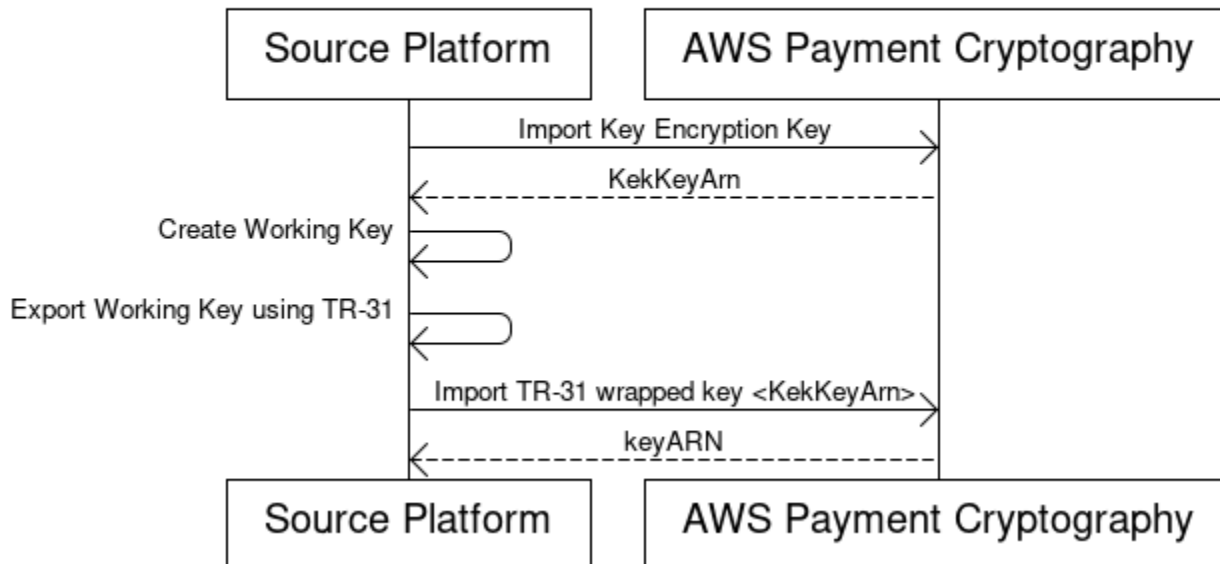 Source Platform
AWS Payment Cryptography
Import Key Encryption Key
KekKeyArn
Create Working Key
Export Working Key using TR-31
Import TR-31 wrapped key <KekKeyArn>
keyARN
Source Platform
AWS Payment Cryptography